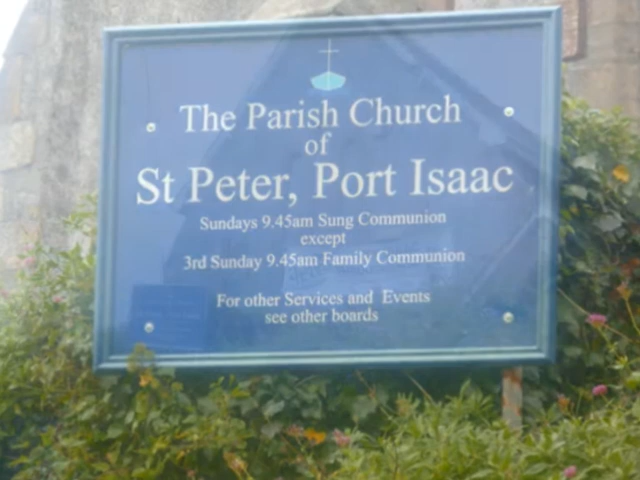 The Parish Church
of
St Peter, Port Isaac
Sundays 9.45am Sung Communion
except
3rd Sunday 9.45am Family Communion
For other Services and Events
see other boards